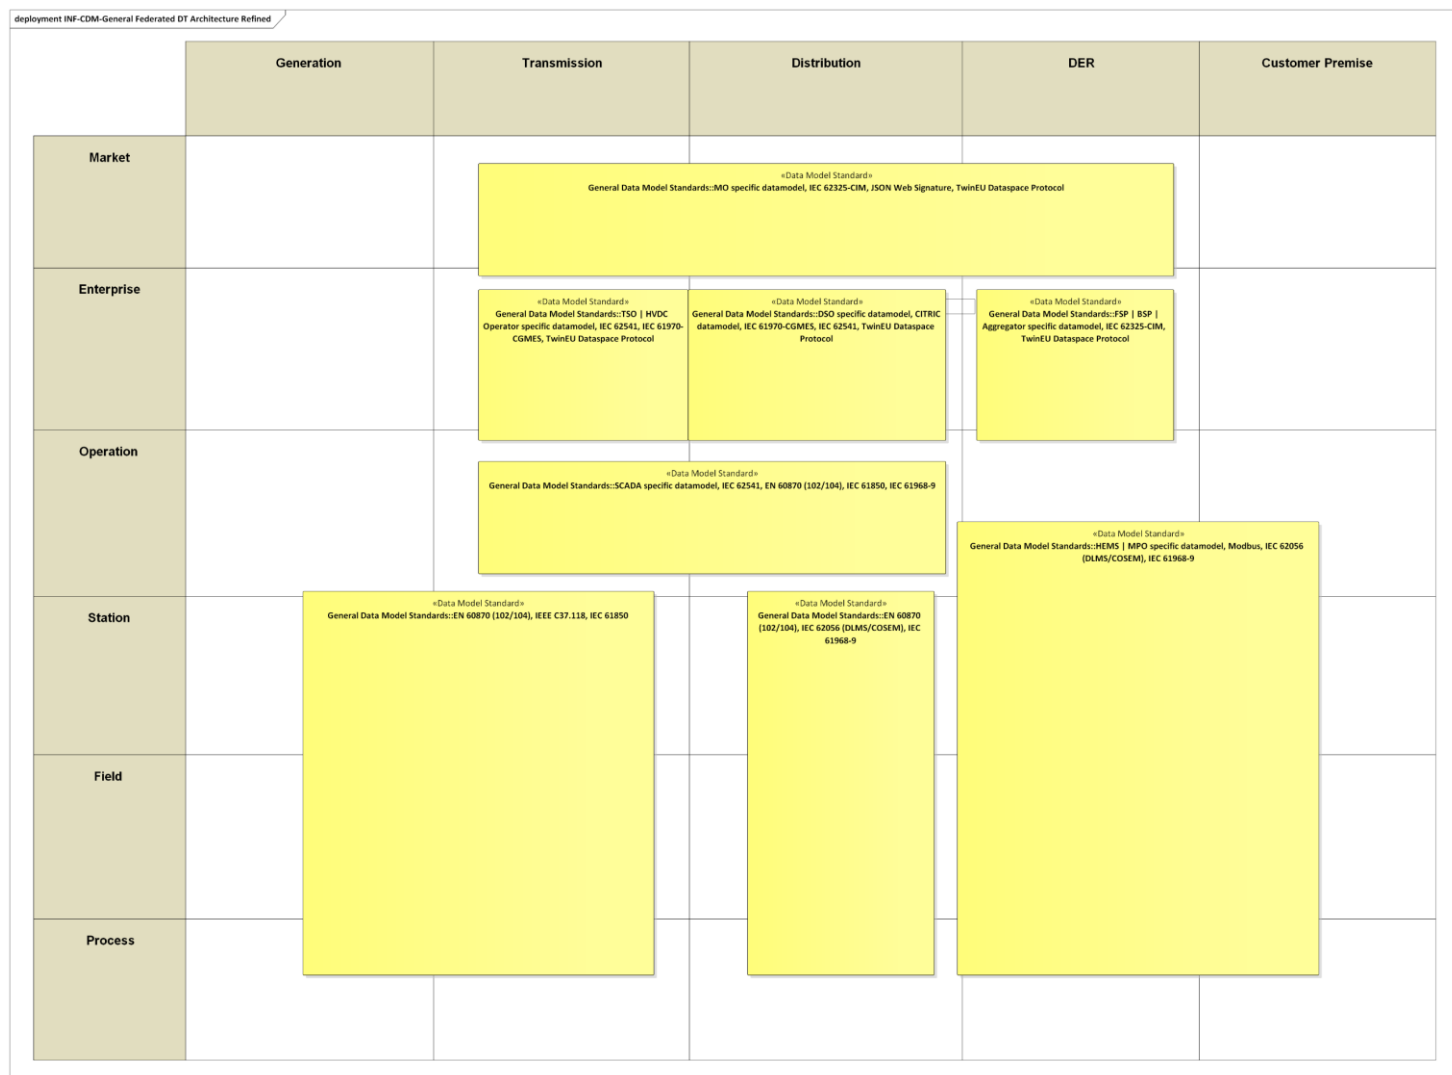 deployment INF-CDM-General Federated DT Architecture Refined
Generation
Transmission
Distribution
DER
Customer Premise
Market
«Data Model Standard»
General Data Model Standards::MO specific datamodel, IEC 62325-CIM, JSON Web Signature, TwinEU Dataspace Protocol
Enterprise
«Data Model Standard»
General Data Model Standards::TSO | HVDC
Operator specific datamodel, IEC 62541, IEC 61970-
CGMES, TwinEU Dataspace Protocol
«Data Model Standard»
General Data Model Standards::DSO specific datamodel, CITRIC
datamodel, IEC 61970-CGMES, IEC 62541, TwinEU Dataspace
Protocol
«Data Model Standard»
General Data Model Standards::FSP | BSP |
Aggregator specific datamodel, IEC 62325-CIM,
TwinEU Dataspace Protocol
Operation
«Data Model Standard»
General Data Model Standards::SCADA specific datamodel, IEC 62541, EN 60870 (102/104), IEC 61850, IEC 61968-9
«Data Model Standard»
General Data Model Standards::HEMS | MPO specific datamodel, Modbus, IEC 62056
(DLMS/COSEM), IEC 61968-9
Station
«Data Model Standard»
General Data Model Standards::EN 60870 (102/104), IEEE C37.118, IEC 61850
«Data Model Standard»
General Data Model Standards::EN 60870
(102/104), IEC 62056 (DLMS/COSEM), IEC
61968-9
Field
Process